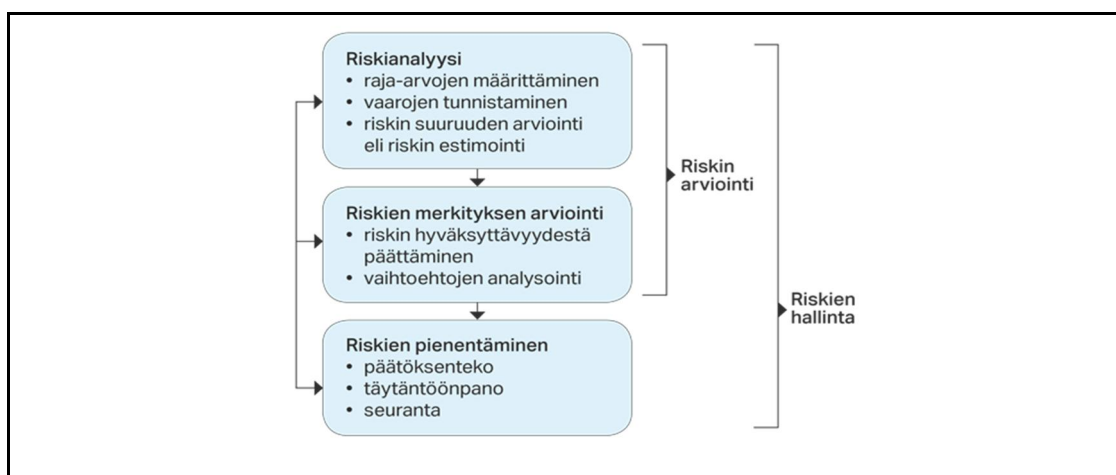 Riskianalyysi
• raja-arvojen määrittäminen
• vaarojen tunnistaminen
• riskin suuruuden arviointi
eli riskin estimointi
Riskin
arviointi
Riskien merkityksen arviointi
• riskin hyväksyttävyydestä
päättäminen
• vaihtoehtojen analysointi
Riskien
hallinta
Riskien pienentäminen
• päätöksenteko
• täytäntöönpano
• seuranta